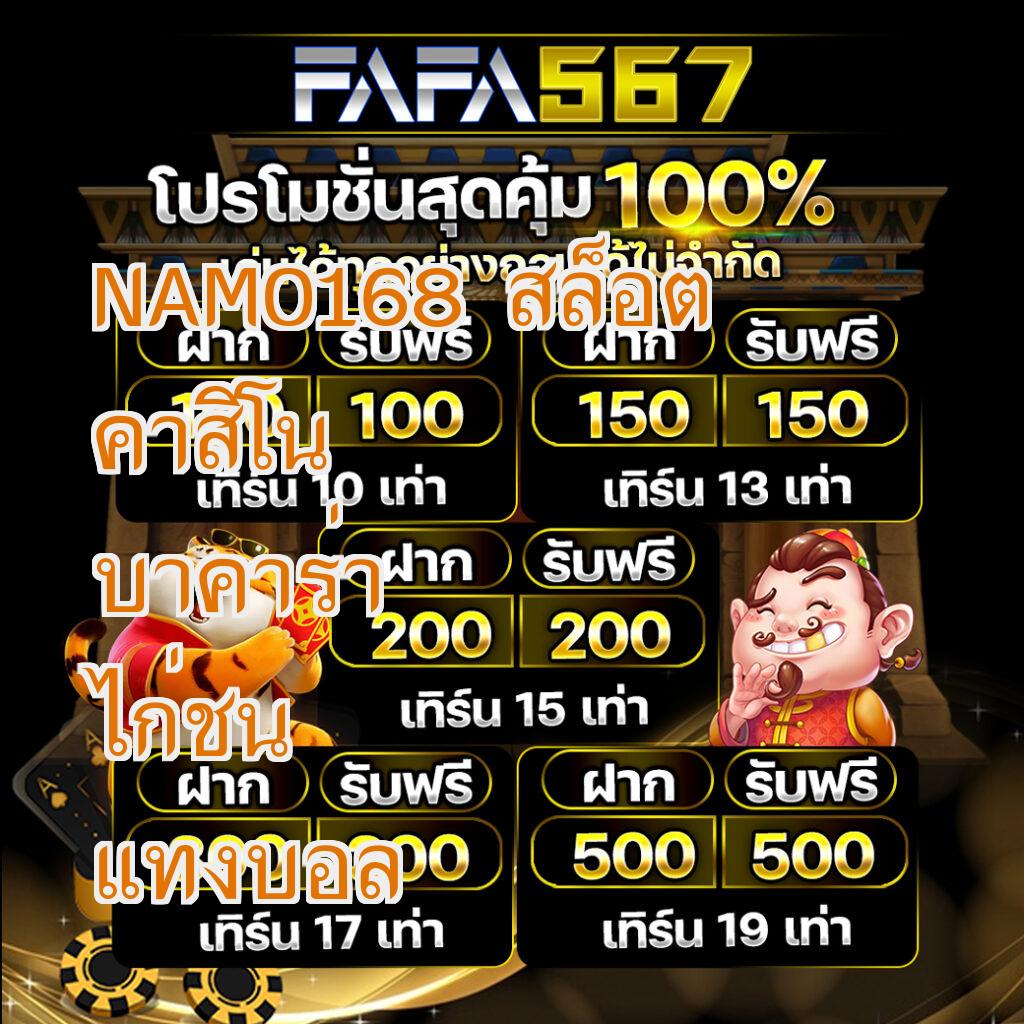 FAFA567
โปรโมชั่นสุดคุ้ม 100%
ไม่จำกัด
NAMO168 สล็อต
ฝาก รับฟรี ฝาก รับฟรี
100 150 150
คาสิโน
เทิร์น 10 เท่า เทิร์น 13 เท่า
บาคาร่า
ฝาก รับฟรี
200 200
ไก่ชน
เทิร์น 15 เท่า
ฝาก รับฟรี ฝาก รับฟรี
500 500
แทงบอล
เทิร์น 17 เท่า เทิร์น 19 เท่า